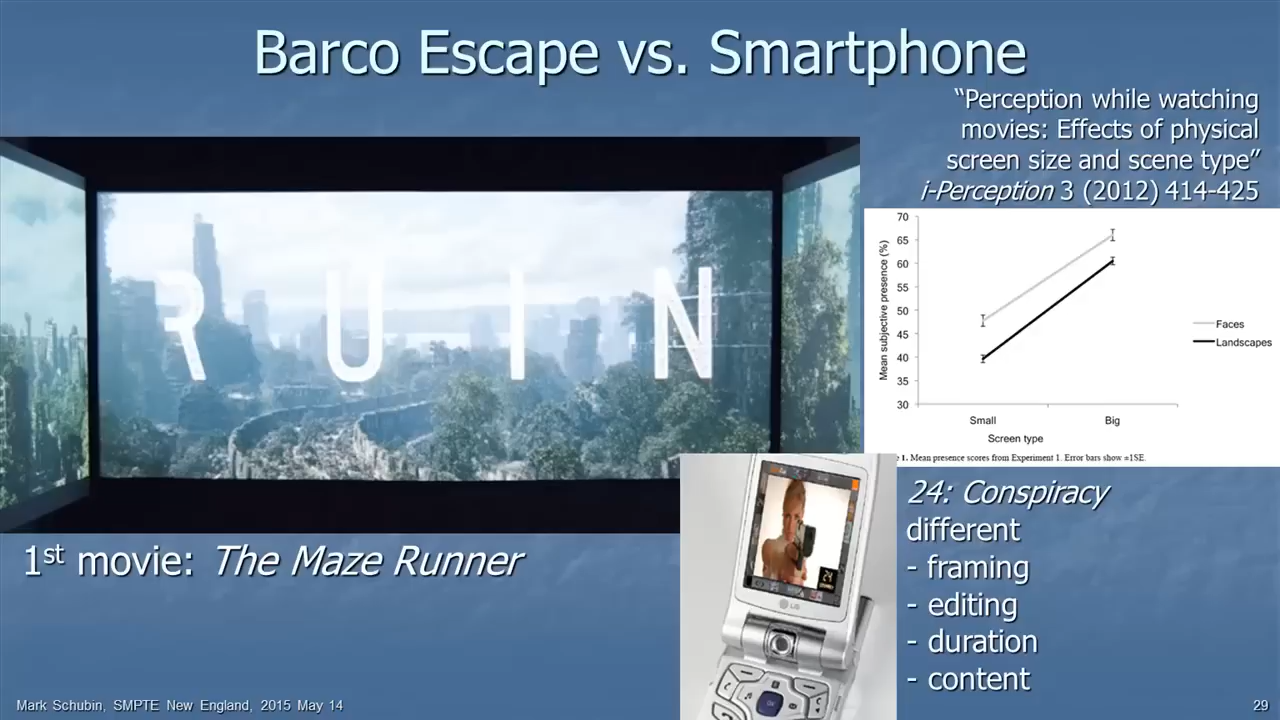 Barco Escape vs. Smartphone
“Perception while watching
movies: Effects of physical
screen size and scene type”
i-Perception 3 (2012) 414-425
R U I N
70
65
60
55
50
45
40
35
30
Mean subjective presence (%)
Faces
Landscapes
Small Big
Screen type
1. Mean presence scores from Experiment 1. Error bars show ±1SE.
1st movie: The Maze Runner
24
LG
24: Conspiracy
different
- framing
- editing
- duration
- content
Mark Schubin, SMPTE New England, 2015 May 14
29